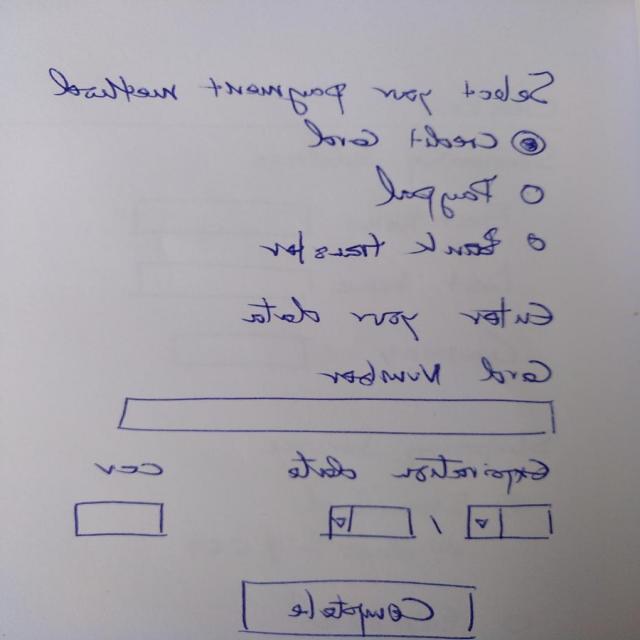 Select your payment method
Credit Card
Paypal
Bank transfer
Enter your data
Card Number
Expiration date CCV
/
Complete